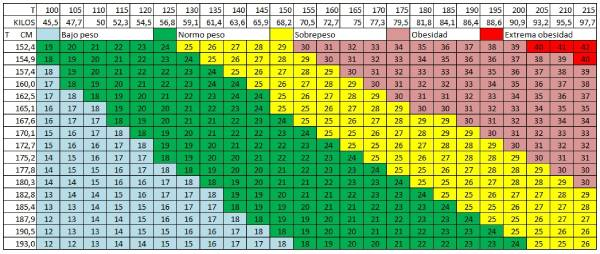 T 100 105 110 115 120 125 130 135 140 145 150 155 160 165 170 175 180 185 190 195 200 205 210 215
KILOS 45,5 47,7 50 52,3 54,5 56,8 59,1 61,4 63,6 65,9 68,2 70,5 72,7 75 77,3 79,5 81,8 84,1 86,4 88,6 90,9 93,2 95,5 97,7
T CM Bajo peso Normo peso Sobrepeso Obesidad Extrema obesidad
152,4 19 20 21 22 23 24 25 26 27 28 29 30 31 32 33 34 35 36 37 38 39 40 41 42
154,9 18 19 20 21 22 23 24 25 26 27 28 29 30 31 32 33 34 35 36 36 37 38 39 40
157,4 18 19 20 21 22 22 23 24 25 26 27 28 29 30 31 32 33 33 34 35 36 37 38 39
160,0 17 18 19 20 21 22 23 24 24 25 26 27 28 29 30 31 32 32 33 34 35 36 37 38
162,5 17 18 18 19 20 21 22 23 24 24 25 26 27 28 29 30 31 31 32 33 34 35 36 37
165,1 16 17 18 19 20 20 21 22 23 24 25 25 26 27 28 29 30 30 31 32 33 34 35 35
167,6 16 17 17 18 19 20 21 21 22 23 24 25 25 26 27 28 29 29 30 31 32 33 34 34
170,1 15 16 17 18 18 19 20 21 22 22 23 24 25 25 26 27 28 29 29 30 31 32 33 33
172,7 15 16 16 17 18 19 19 20 21 22 22 23 24 25 25 26 27 28 28 29 30 31 32 32
175,2 14 15 16 17 17 18 19 20 20 21 22 22 23 24 25 25 26 27 28 28 29 30 31 31
177,8 14 15 15 16 17 18 18 19 20 20 21 22 23 23 24 25 25 26 27 28 28 29 30 31
180,3 14 14 15 16 16 17 18 18 19 20 21 21 22 23 23 24 25 25 26 27 28 28 29 30
182,8 13 14 14 15 16 17 17 18 19 19 20 21 21 22 23 23 24 25 25 26 27 27 28 29
185,4 13 13 14 15 15 16 17 17 18 19 19 20 21 21 22 23 23 24 25 25 26 27 27 28
187,9 12 13 14 14 15 16 16 17 18 18 19 19 20 21 21 22 23 23 24 25 25 26 27 27
190,5 12 13 13 14 15 15 16 16 17 18 18 19 20 20 21 21 22 23 23 24 25 25 26 26
193,0 12 12 13 14 14 15 15 16 17 17 18 18 19 20 20 21 22 22 23 23 24 25 25 26